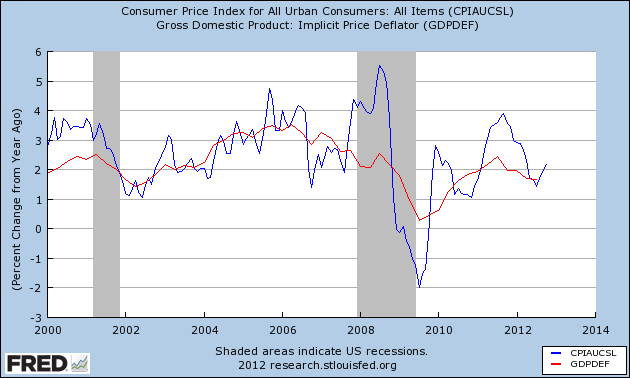 Consumer Price Index for All Urban Consumers: All Items (CPIAUCSL)
Gross Domestic Product: Implicit Price Deflator (GDPDEF)
(Percent Change from Year Ago)
6
5
4
3
2
1
0
-1
-2
-3
2000 2002 2004 2006 2008 2010 2012 2014
Shaded areas indicate US recessions.
2012 research.stlouisfed.org
FRED
CPIAUCSL
GDPDEF